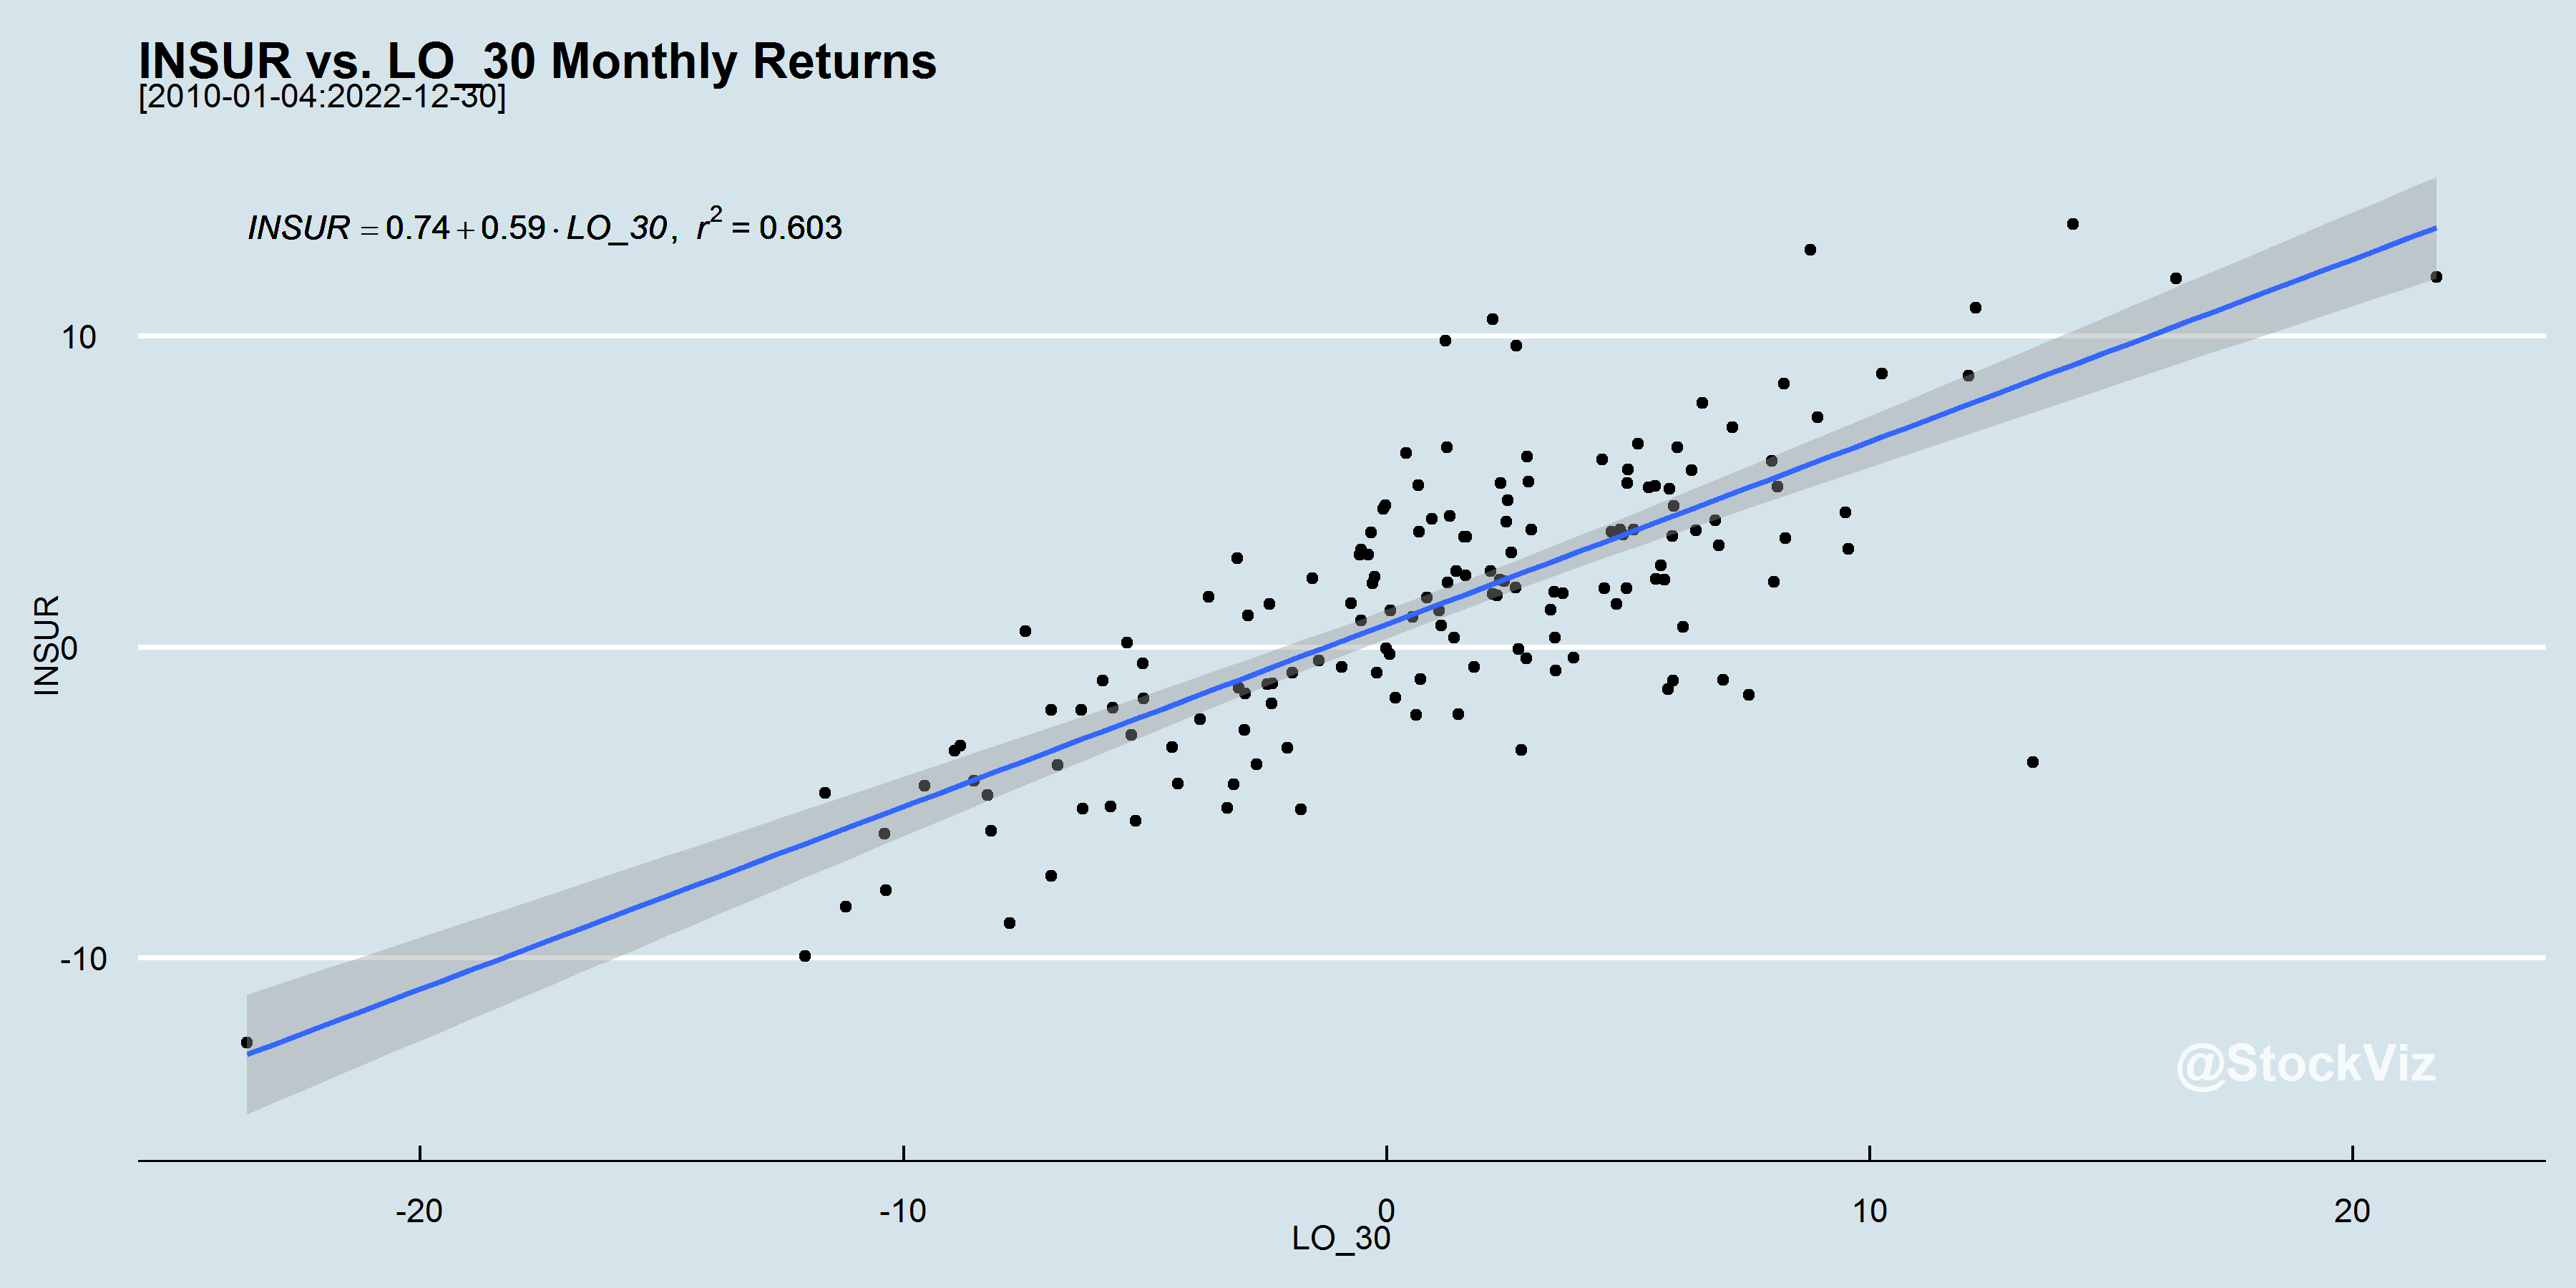 INSUR vs. LO_30 Monthly Returns
[2010-01-04:2022-12-30]
INSUR = 0.74 + 0.59 · LO_30, r² = 0.603
10
0
-10
INSUR
@StockViz
-20 -10 0 10 20
LO_30